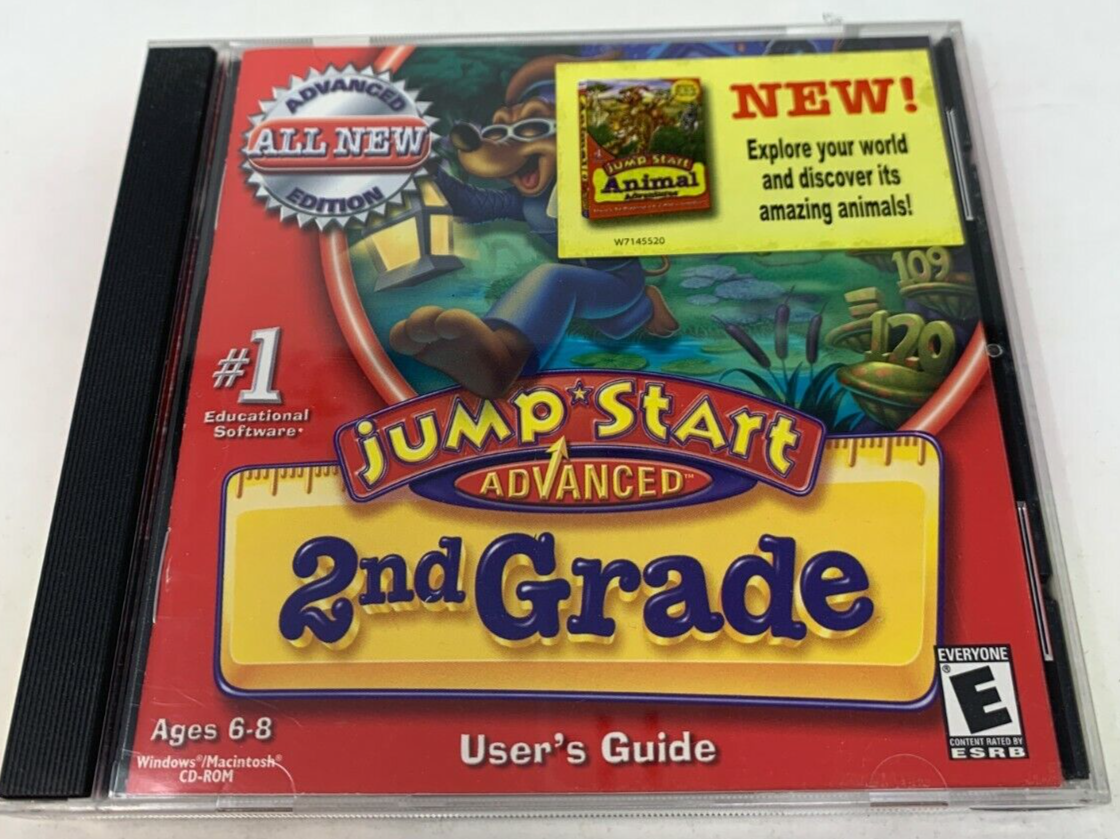 ADVANCED
ALL NEW
EDITION
NEW!
Explore your world
and discover its
amazing animals!
JUMP START
Animal
Adventures
W7145520
109
120
#1
Educational
Software*
JUMP★START
ADVANCED™
2nd Grade
Ages 6-8
Windows®/Macintosh®
CD-ROM
User's Guide
EVERYONE
E
CONTENT RATED BY
ESRB